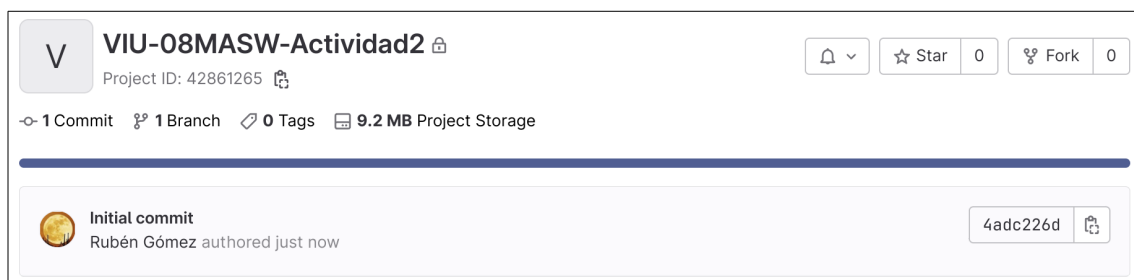 V
VIU-08MASW-Actividad2
Project ID: 42861265
Star 0
Fork 0
1 Commit 1 Branch 0 Tags 9.2 MB Project Storage
Initial commit
Rubén Gómez authored just now
4adc226d